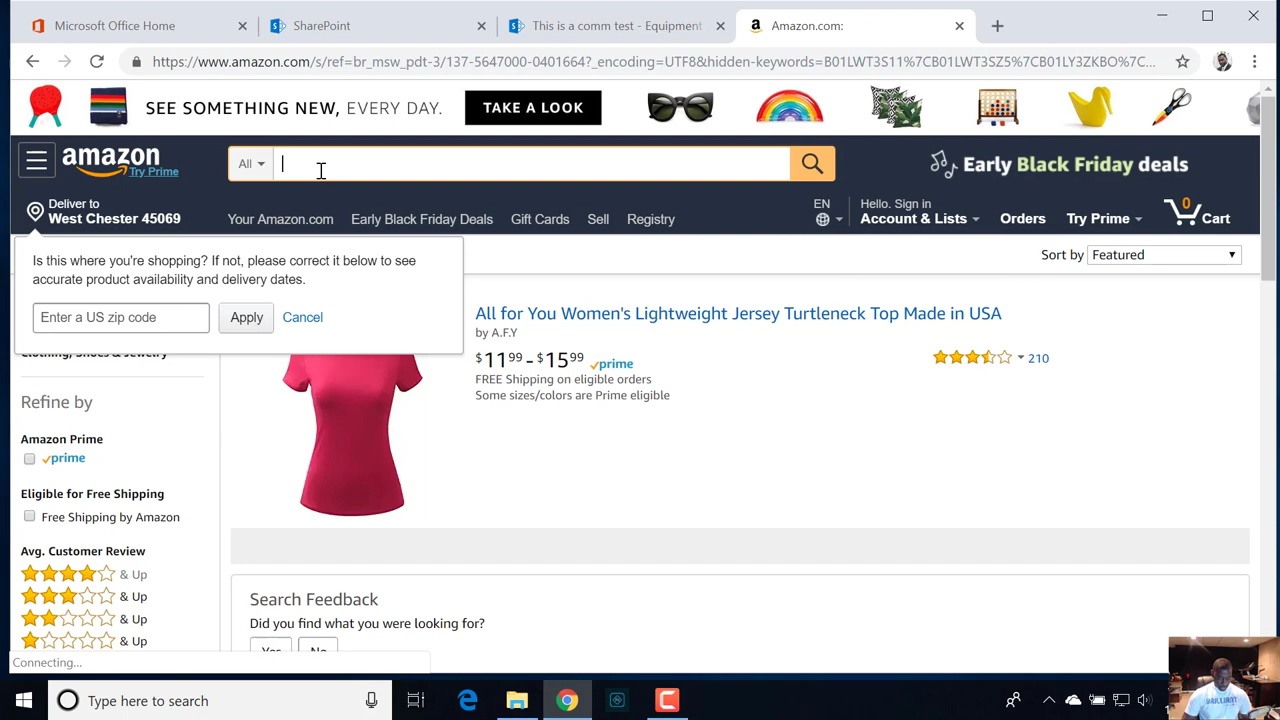 Microsoft Office Home
SharePoint
This is a comm test - Equipment
Amazon.com:
https://www.amazon.com/s/ref=br_msw_pdt-3/137-5647000-0401664?_encoding=UTF8&hidden-keywords=B01LWT3S11%7CB01LWT3SZ5%7CB01LY3ZKBO%7C...
SEE SOMETHING NEW, EVERY DAY.
TAKE A LOOK
amazon
Try Prime
All
Early Black Friday deals
Deliver to
West Chester 45069
Your Amazon.com
Early Black Friday Deals
Gift Cards
Sell
Registry
EN
Hello. Sign in
Account & Lists
Orders
Try Prime
0
Cart
Is this where you're shopping? If not, please correct it below to see
accurate product availability and delivery dates.
Enter a US zip code
Apply
Cancel
Sort by
Featured
All for You Women's Lightweight Jersey Turtleneck Top Made in USA
by A.F.Y
$11 99 - $15 99 prime
FREE Shipping on eligible orders
Some sizes/colors are Prime eligible
210
Clothing, Shoes & Jewelry
Refine by
Amazon Prime
prime
Eligible for Free Shipping
Free Shipping by Amazon
Avg. Customer Review
& Up
& Up
& Up
& Up
Search Feedback
Did you find what you were looking for?
Yes
No
Connecting...
Type here to search
BRILLIANT